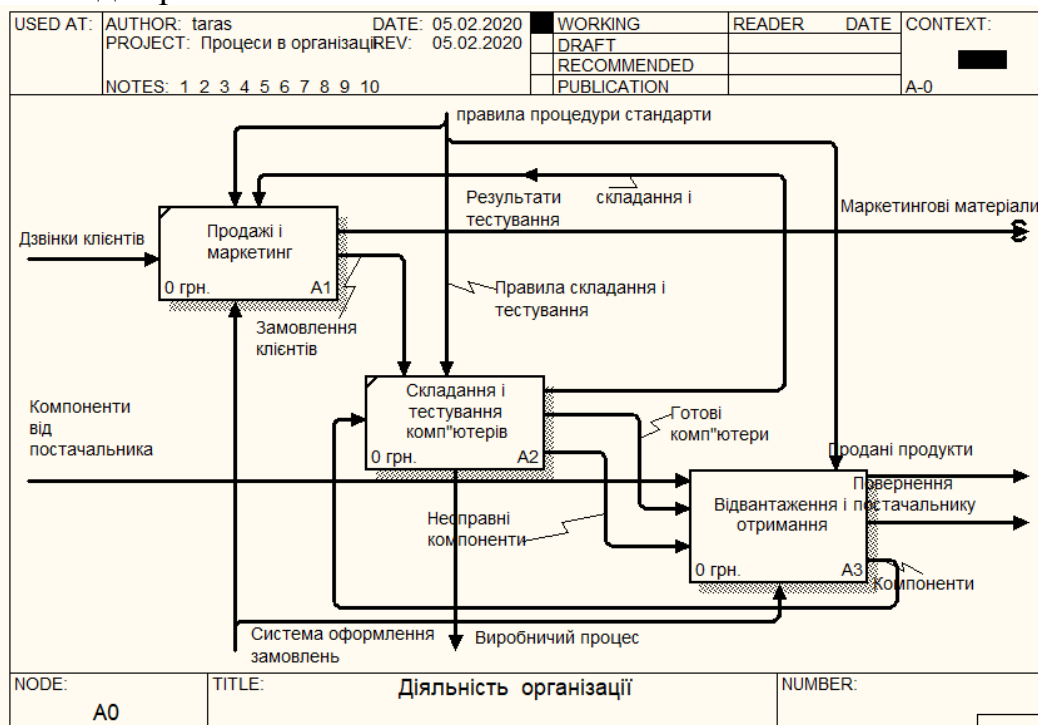 USED AT:
AUTHOR: taras
DATE: 05.02.2020
PROJECT: Процеси в організації
REV: 05.02.2020
NOTES: 1 2 3 4 5 6 7 8 9 10
WORKING
DRAFT
RECOMMENDED
PUBLICATION
READER
DATE
CONTEXT:
A-0
правила процедури стандарти
Результати
тестування
складання і
Маркетингові матеріали
Дзвінки клієнтів
Продажі і
маркетинг
0 грн.
A1
Правила складання і
тестування
Замовлення
клієнтів
Складання і
тестування
комп"ютерів
0 грн.
A2
Компоненти
від
постачальника
Готові
комп"ютери
Продані продукти
Повернення
постачальнику
Відвантаження і
отримання
0 грн.
A3
Несправні
компоненти
Компоненти
Система оформлення
замовлень
Виробничий процес
NODE:
A0
TITLE:
Діяльність організації
NUMBER: